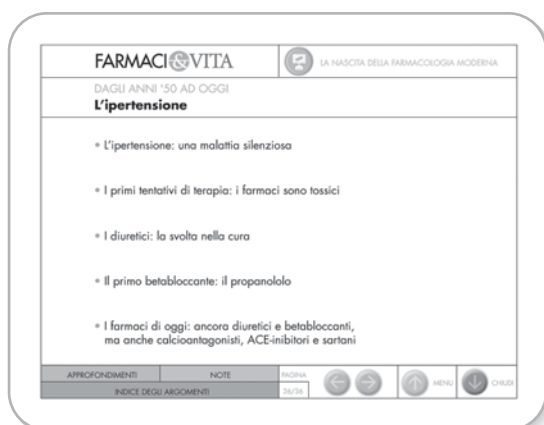 FARMACI&VITA
LA NASCITA DELLA FARMACOLOGIA MODERNA
DAGLI ANNI '50 AD OGGI
L'ipertensione
• L'ipertensione: una malattia silenziosa
• I primi tentativi di terapia: i farmaci sono tossici
• I diuretici: la svolta nella cura
• Il primo betabloccante: il propanololo
• I farmaci di oggi: ancora diuretici e betabloccanti,
ma anche calcioantagonisti, ACE-inibitori e sartani
APPROFONDIMENTI
NOTE
PAGINA
INDICE DEGLI ARGOMENTI
26/36
MENU
CHIUDI